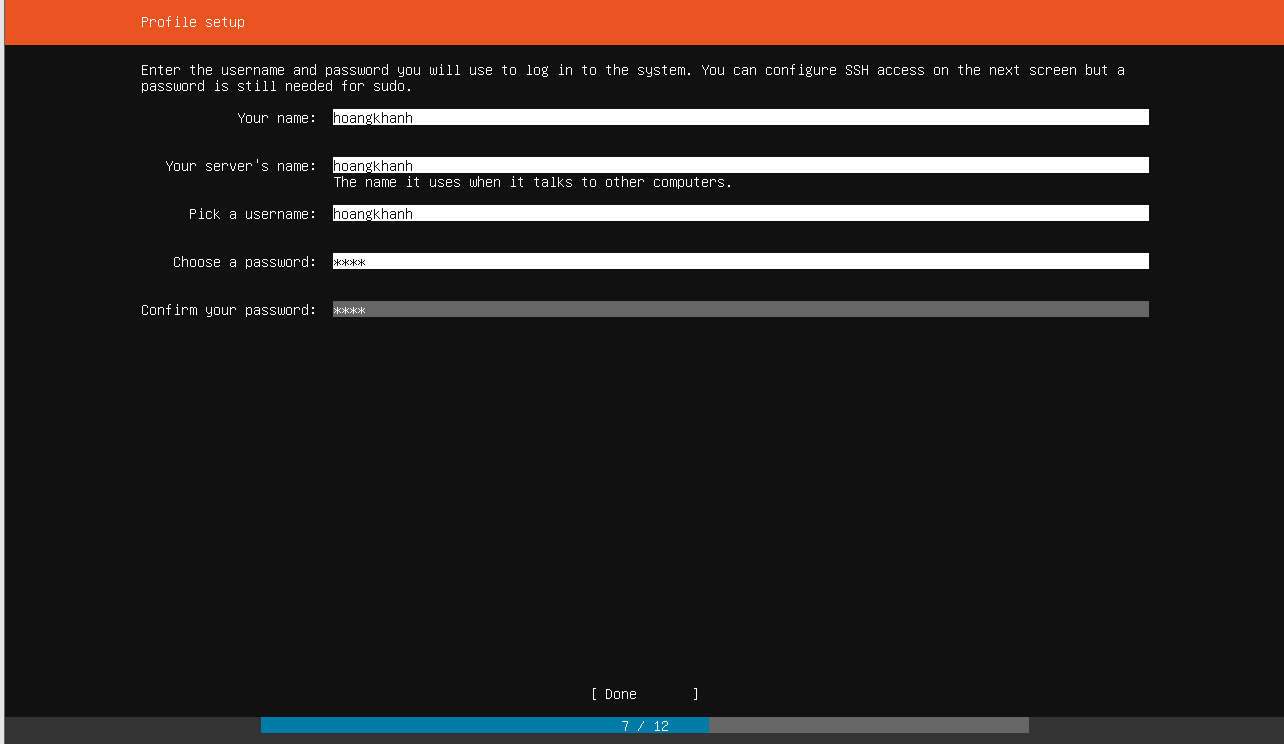 Profile setup
Enter the username and password you will use to log in to the system. You can configure SSH access on the next screen but a
password is still needed for sudo.
Your name: hoangkhanh
Your server's name: hoangkhanh
The name it uses when it talks to other computers.
Pick a username: hoangkhanh
Choose a password: ****
Confirm your password: ****
[ Done ]
7 / 12